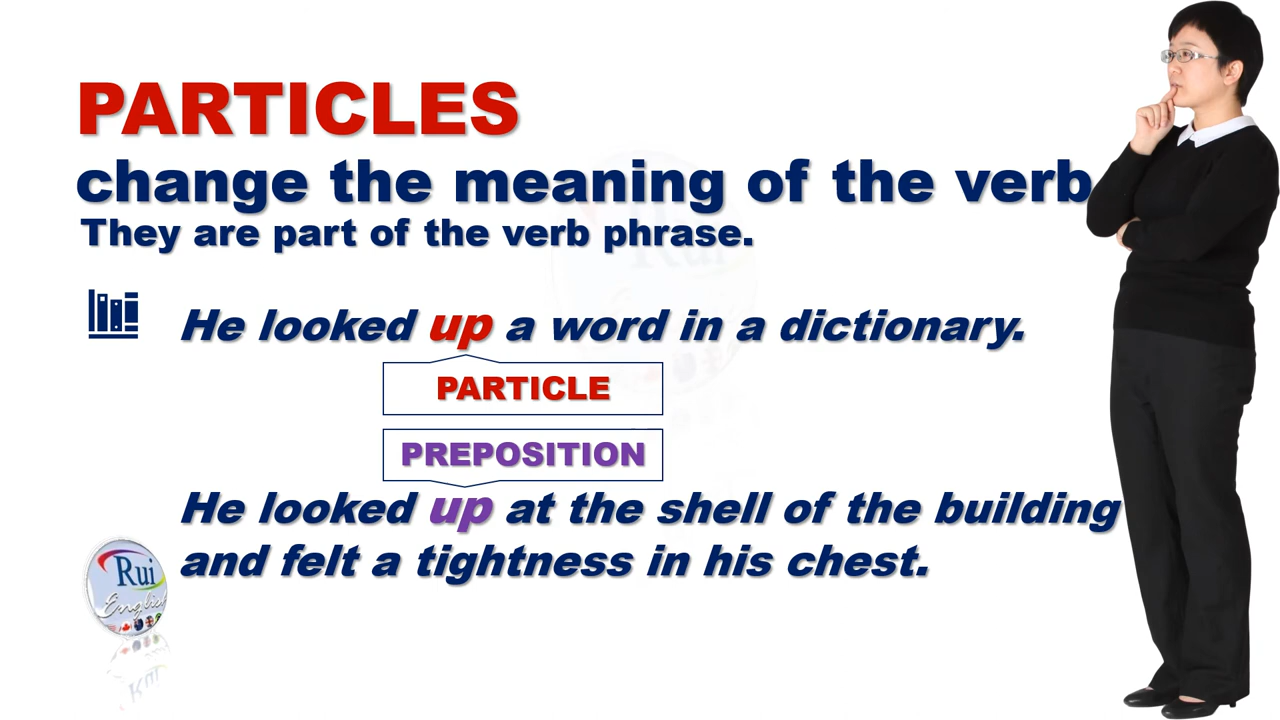 PARTICLES
change the meaning of the verb
They are part of the verb phrase.
He looked up a word in a dictionary.
PARTICLE
PREPOSITION
He looked up at the shell of the building
and felt a tightness in his chest.
Rui
English